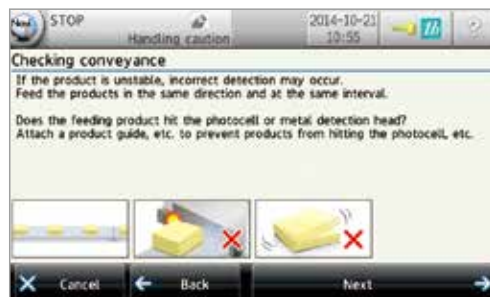 STOP
Handling caution
2014-10-21
10:55
Checking conveyance
If the product is unstable, incorrect detection may occur.
Feed the products in the same direction and at the same interval.
Does the feeding product hit the photocell or metal detection head?
Attach a product guide, etc. to prevent products from hitting the photocell, etc.
Cancel
Back
Next